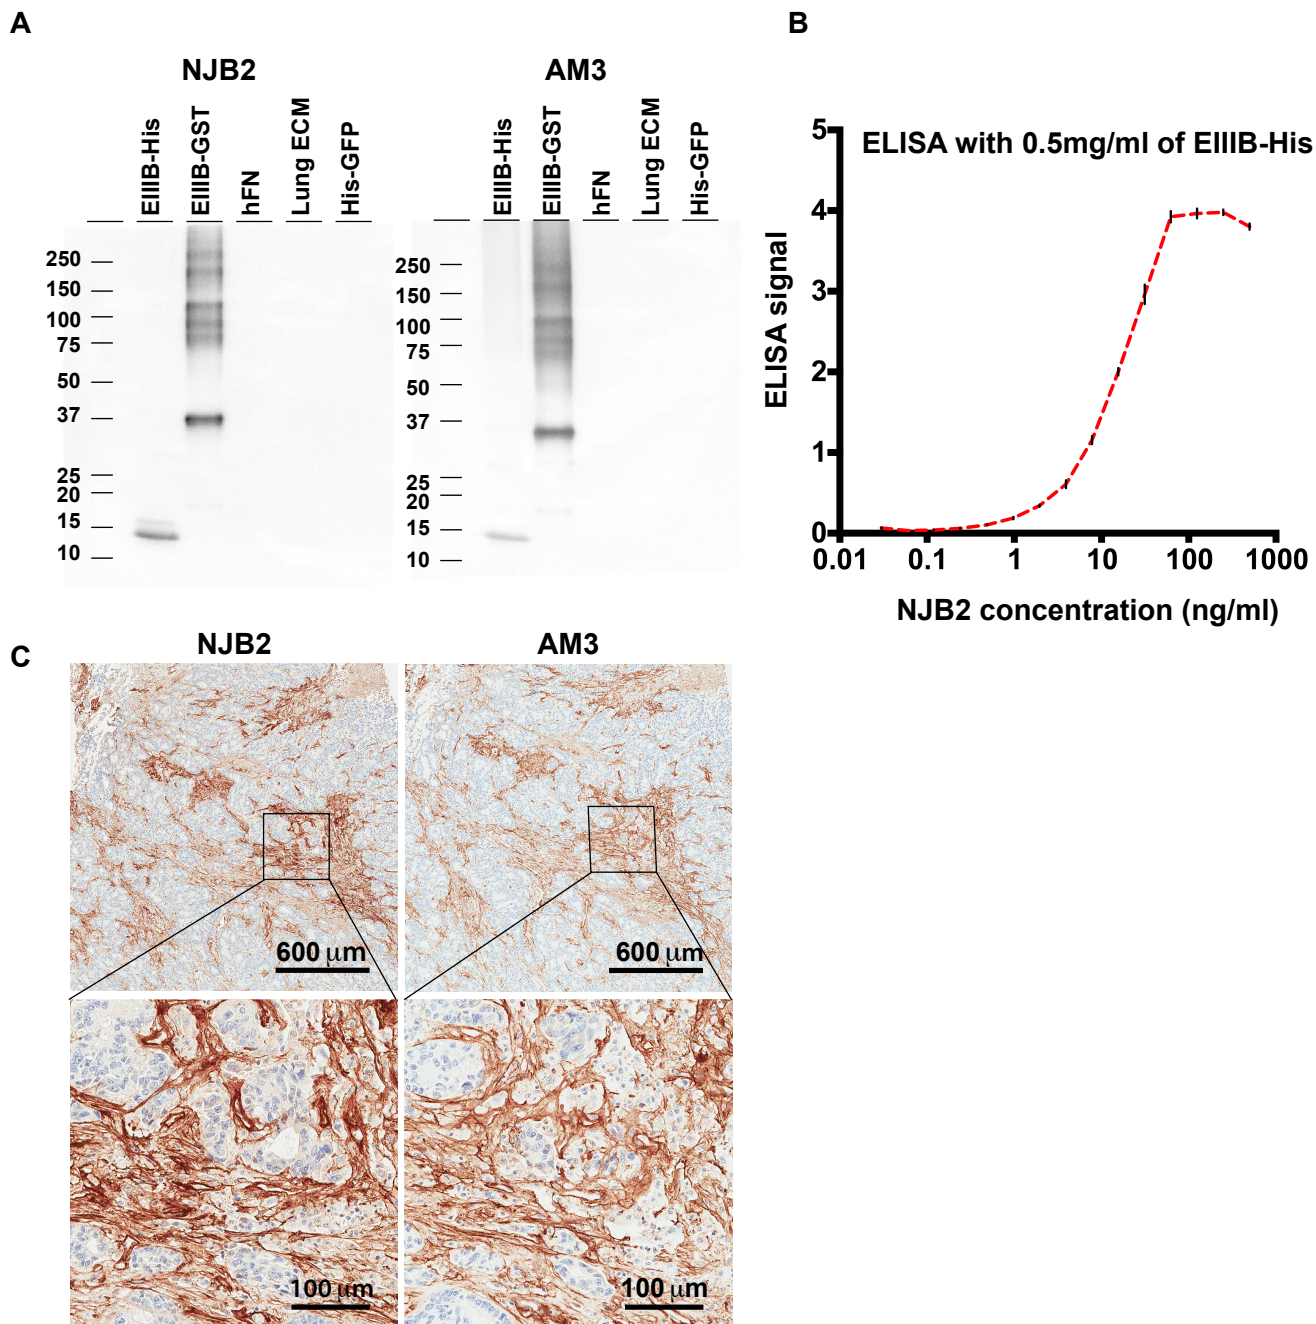 A
B
NJB2
AM3
EIIIB-His
EIIIB-GST
hFN
Lung ECM
His-GFP
EIIIB-His
EIIIB-GST
hFN
Lung ECM
His-GFP
250
150
100
75
50
37
25
20
15
10
250
150
100
75
50
37
25
20
15
10
ELISA with 0.5mg/ml of EIIIB-His
ELISA signal
5
4
3
2
1
0
0.01 0.1 1 10 100 1000
NJB2 concentration (ng/ml)
C
NJB2
AM3
600 μm
600 μm
100 μm
100 μm